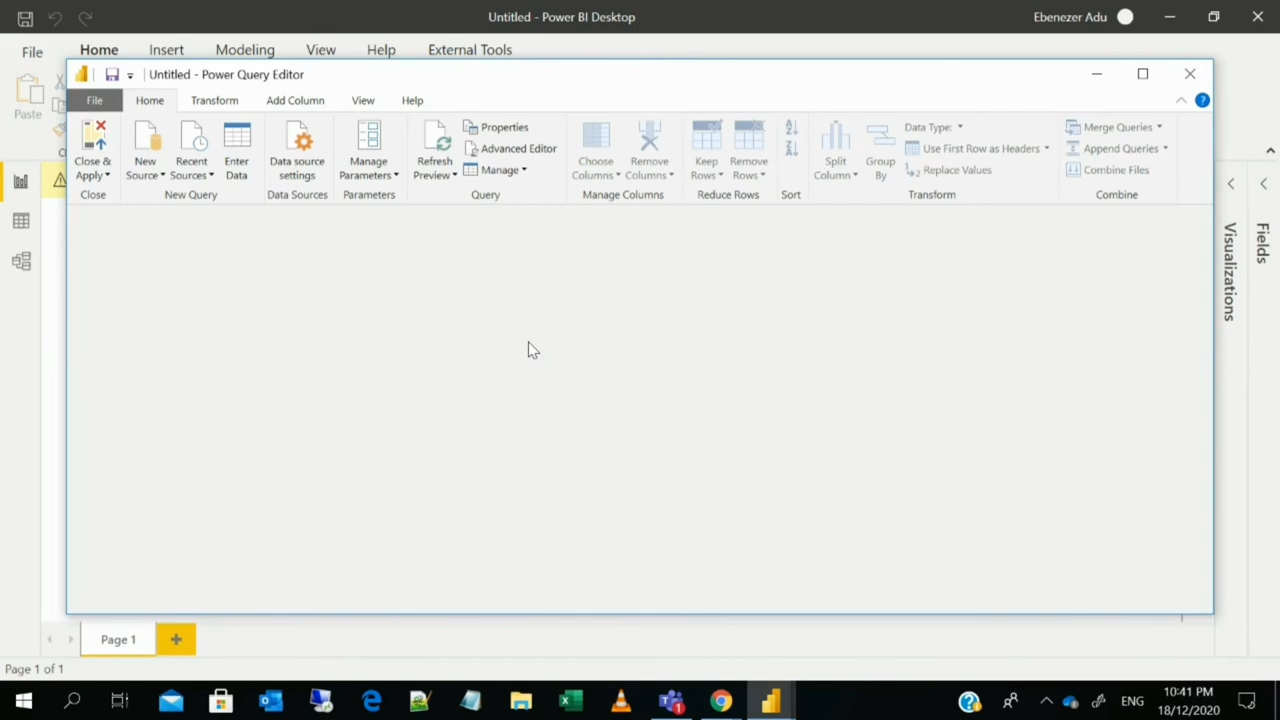 Untitled - Power BI Desktop
Ebenezer Adu
File Home Insert Modeling View Help External Tools
Paste
Untitled - Power Query Editor
File Home Transform Add Column View Help
Close & Apply
Close
New Source
Recent Sources
Enter Data
New Query
Data source settings
Data Sources
Manage Parameters
Parameters
Refresh Preview
Properties
Advanced Editor
Manage
Query
Choose Columns
Remove Columns
Manage Columns
Keep Rows
Remove Rows
Reduce Rows
Sort
Split Column
Group By
Data Type:
Use First Row as Headers
Replace Values
Transform
Merge Queries
Append Queries
Combine Files
Combine
Visualizations
Fields
Page 1
Page 1 of 1
ENG
10:41 PM
18/12/2020